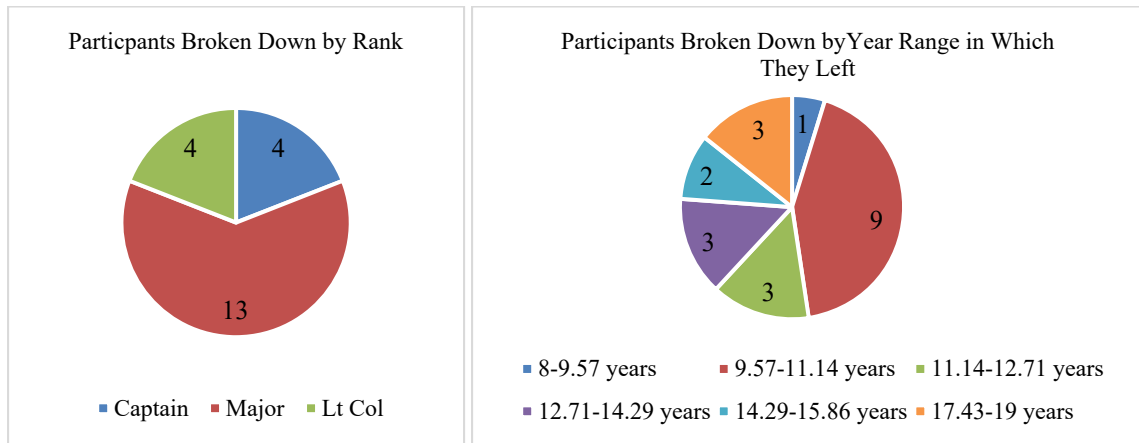 Particpants Broken Down by Rank
4
4
13
Captain Major Lt Col
Participants Broken Down byYear Range in Which
They Left
1
3
2
9
3
3
8-9.57 years 9.57-11.14 years 11.14-12.71 years
12.71-14.29 years 14.29-15.86 years 17.43-19 years